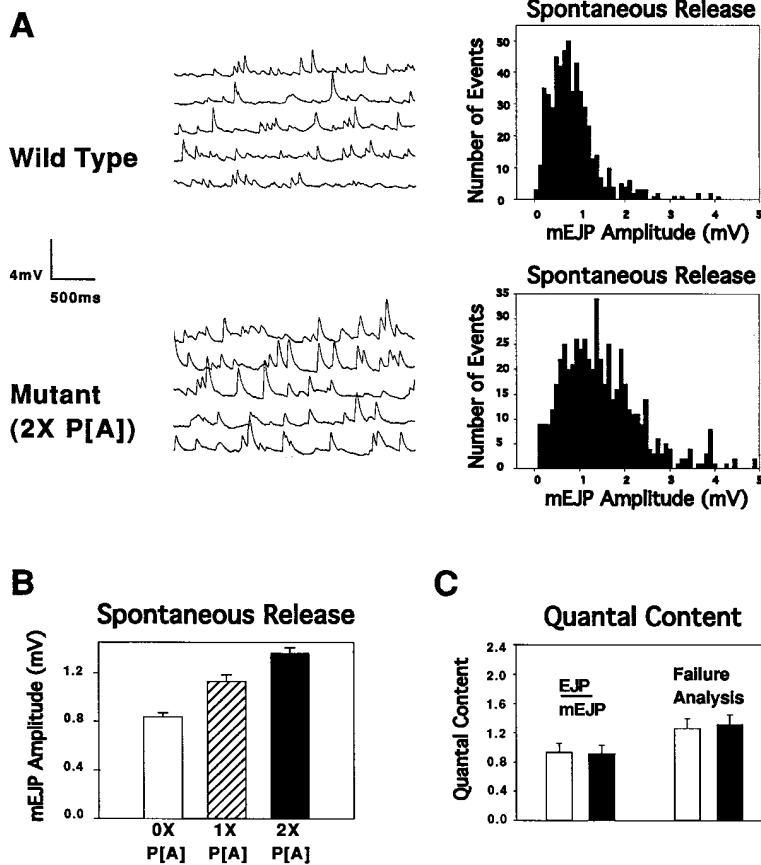 A
Wild Type
4mV
500ms
Mutant
(2X P[A])
Spontaneous Release
Number of Events
50
40
30
20
10
0
0 1 2 3 4 5
mEJP Amplitude (mV)
Spontaneous Release
Number of Events
35
30
25
20
15
10
5
0
0 1 2 3 4 5
mEJP Amplitude (mV)
B
Spontaneous Release
mEJP Amplitude (mV)
1.2
0.8
0.4
0.0
0X 1X 2X
P[A] P[A] P[A]
C
Quantal Content
Quantal Content
2.4
2.0
1.6
1.2
0.8
0.4
0.0
EJP
mEJP
Failure
Analysis